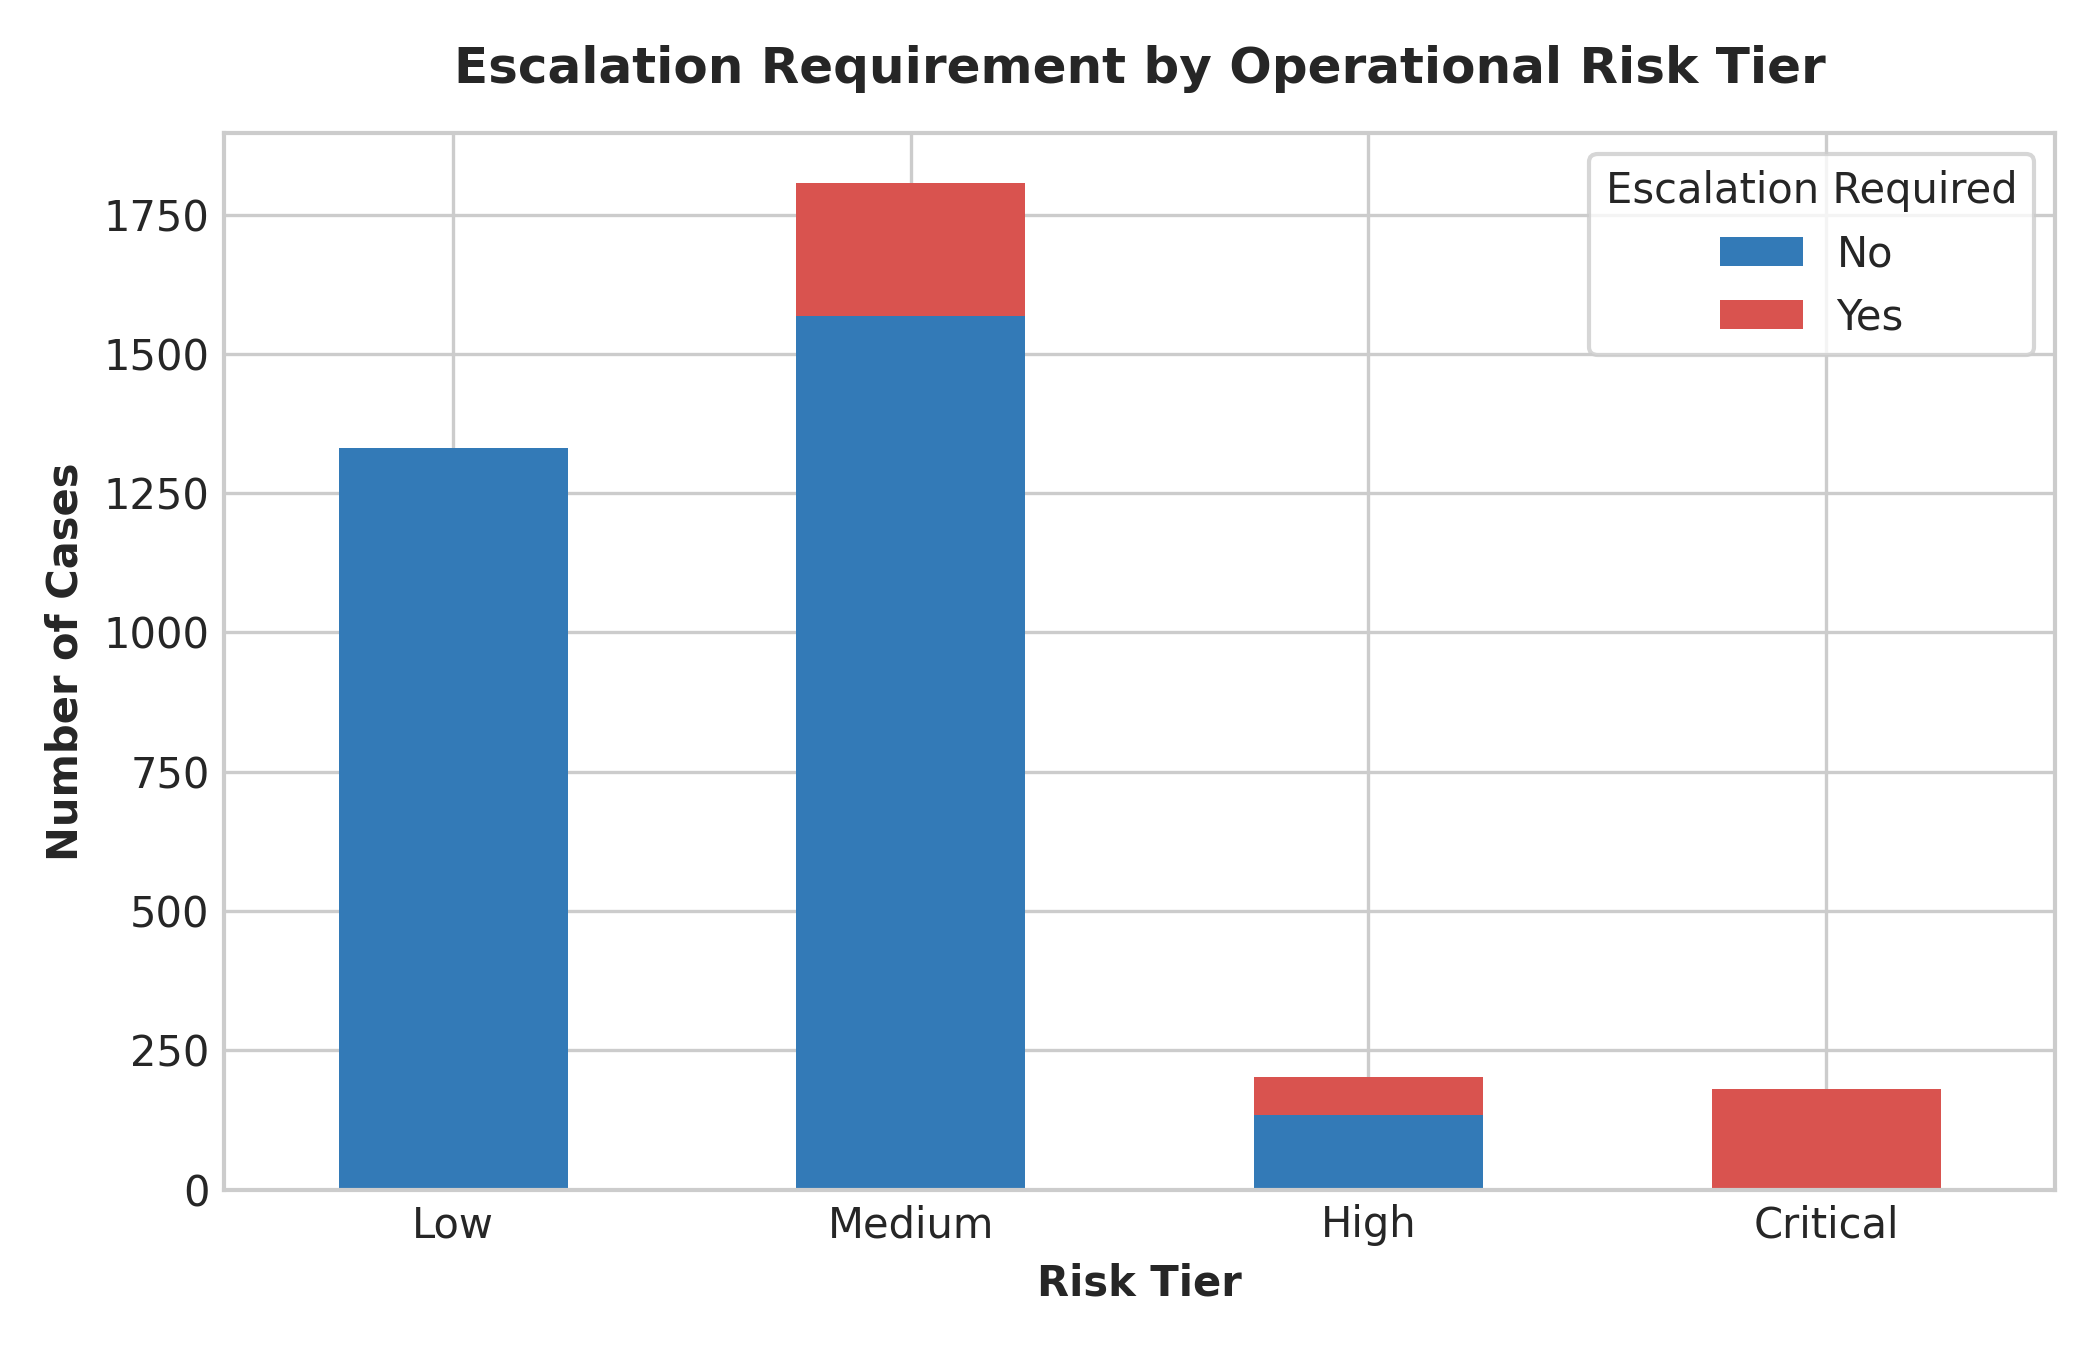 Escalation Requirement by Operational Risk Tier
Escalation Required
No
Yes
Number of Cases
1750
1500
1250
1000
750
500
250
0
Low Medium High Critical
Risk Tier